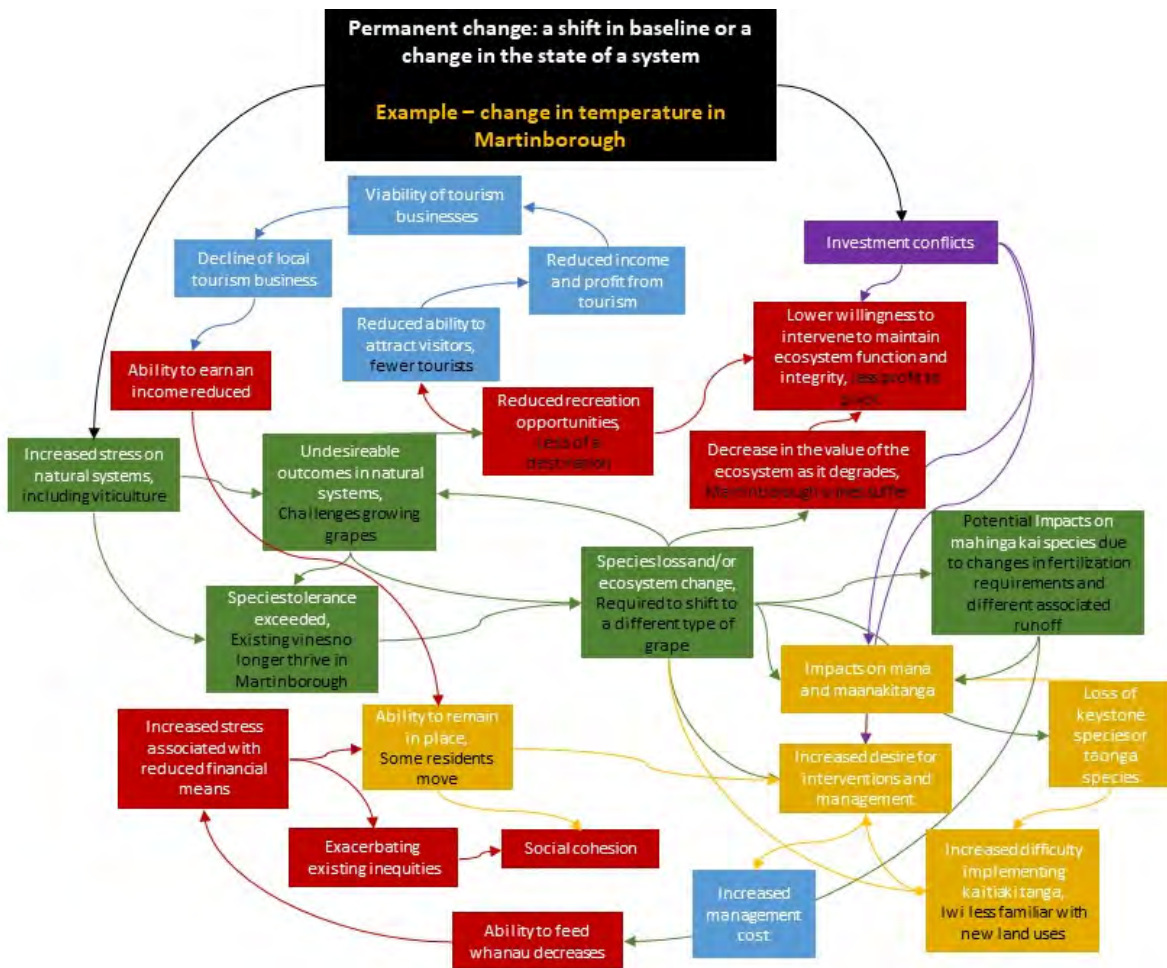 Permanent change: a shift in baseline or a
change in the state of a system
Example – change in temperature in
Martinborough
Viability of tourism
businesses
Investment conflicts
Decline of local
tourism business
Reduced income
and profit from
tourism
Reduced ability to
attract visitors,
fewer tourists
Lower willingness to
intervene to maintain
ecosystem function and
integrity, less profit to
Ability to earn an
income reduced
Reduced recreation
opportunities,
Less of a
destination
Increased stress on
natural systems,
including viticulture
Undesireable
outcomes in natural
systems,
Challenges growing
grapes
Decrease in the value of the
ecosystem as it degrades,
Martinborough wines suffer
Species loss and/or
ecosystem change,
Required to shift to
a different type of
grape
Potential Impacts on
mahinga kai species due
to changes in fertilization
requirements and
different associated
runoff
Species tolerance
exceeded,
Existing vines no
longer thrive in
Martinborough
Impacts on mana
and maanakitanga
Loss of
keystone
species or
taonga
species
Increased stress
associated with
reduced financial
means
Ability to remain
in place,
Some residents
move
Increased desire for
interventions and
management
Exacerbating
existing inequities
Social cohesion
Increased
management
cost
Increased difficulty
implementing
kaitiakitanga,
Iwi less familiar with
new land uses
Ability to feed
whanau decreases